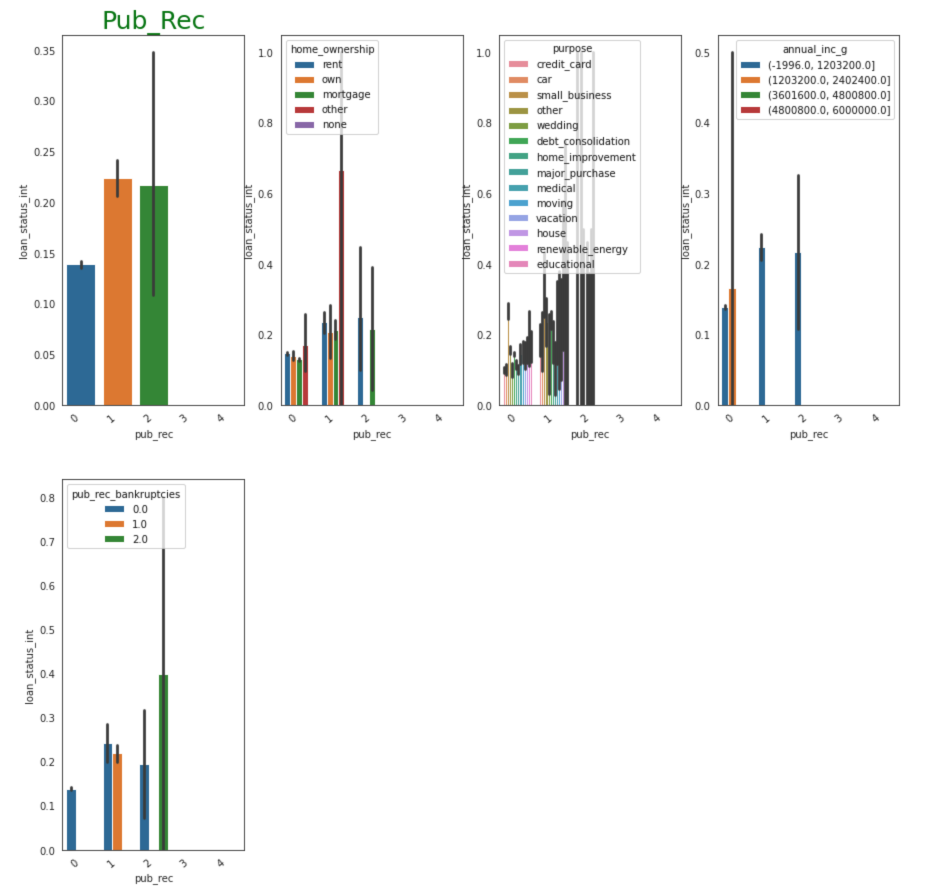 Pub_Rec
loan_status_int
0.35
0.30
0.25
0.20
0.15
0.10
0.05
0.00
0 1 2 3 4
pub_rec
loan_status_int
1.0
0.8
0.6
0.4
0.2
0.0
home_ownership
rent
own
mortgage
other
none
0 1 2 3 4
pub_rec
loan_status_int
1.0
0.8
0.6
0.4
0.2
0.0
purpose
credit_card
car
small_business
other
wedding
debt_consolidation
home_improvement
major_purchase
medical
moving
vacation
house
renewable_energy
educational
0 1 2 3 4
pub_rec
loan_status_int
0.5
0.4
0.3
0.2
0.1
0.0
annual_inc_g
(-1996.0, 1203200.0]
(1203200.0, 2402400.0]
(3601600.0, 4800800.0]
(4800800.0, 6000000.0]
0 1 2 3 4
pub_rec
loan_status_int
0.8
0.7
0.6
0.5
0.4
0.3
0.2
0.1
0.0
pub_rec_bankruptcies
0.0
1.0
2.0
0 1 2 3 4
pub_rec